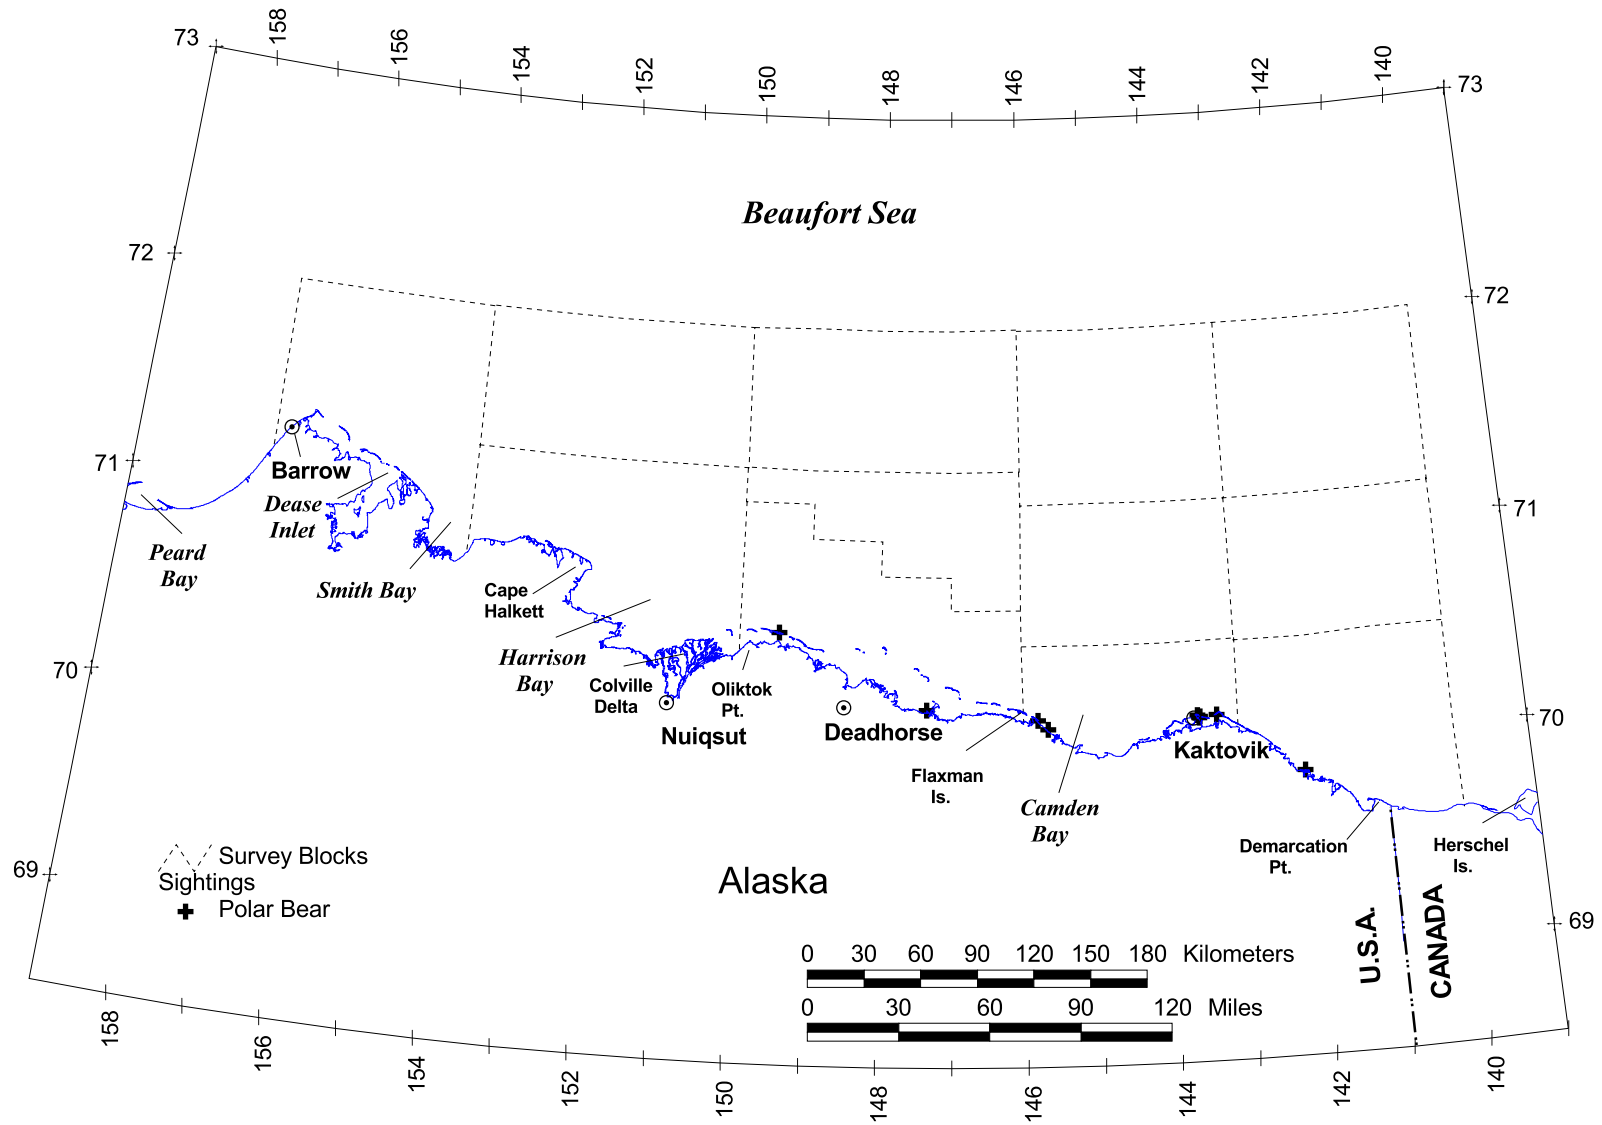 158
156
154
152
150
148
146
144
142
140
73
73
Beaufort Sea
72
72
71
71
Barrow
Dease
Inlet
Peard
Bay
Smith Bay
Cape
Halkett
Harrison
Bay
Colville
Delta
Oliktok
Pt.
Nuiqsut
Deadhorse
Flaxman
Is.
Camden
Bay
Kaktovik
Demarcation
Pt.
Herschel
Is.
70
70
Survey Blocks
Sightings
Polar Bear
Alaska
69
69
U.S.A.
CANADA
0 30 60 90 120 150 180 Kilometers
0 30 60 90 120 Miles
158
156
154
152
150
148
146
144
142
140